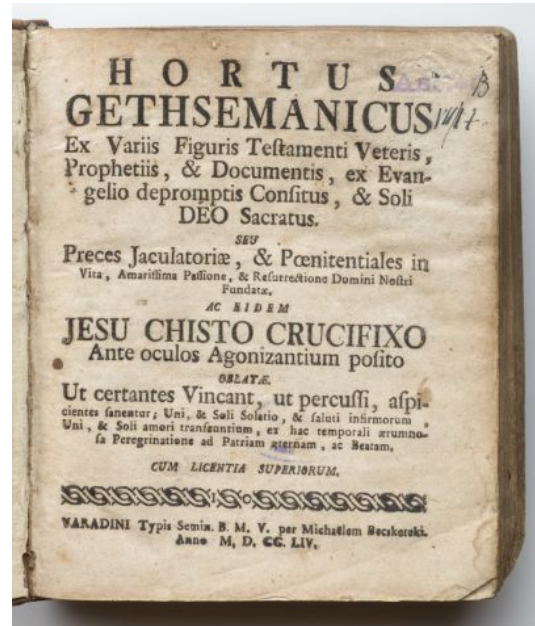 HORTUS
GETHSEMANICUS
Ex Variis Figuris Teſtamenti Veteris,
Prophetiis, & Documentis, ex Evan-
gelio depromptis Conſitus, & Soli
DEO Sacratus.
SEU
Preces Jaculatoriæ, & Pœnitentiales in
Vita, Amariſſima Paſſione, & Reſurrectione Domini Noſtri
Fundatæ.
AC EIDEM
JESU CHISTO CRUCIFIXO
Ante oculos Agonizantium poſito
OBLATÆ.
Ut certantes Vincant, ut percuſſi, aſpi-
cientes ſanentur; Uni, & Soli Solatio, & ſaluti infirmorum,
Uni, & Soli amori tranſeuntium, ex hac temporali ærumno-
ſa Peregrinatione ad Patriam æternam, ac Beatam.
CUM LICENTIA SUPERIORUM.
VARADINI Typis Semin. B. M. V. per Michaëlem Becskereki.
Anno M, D. CC. LIV.